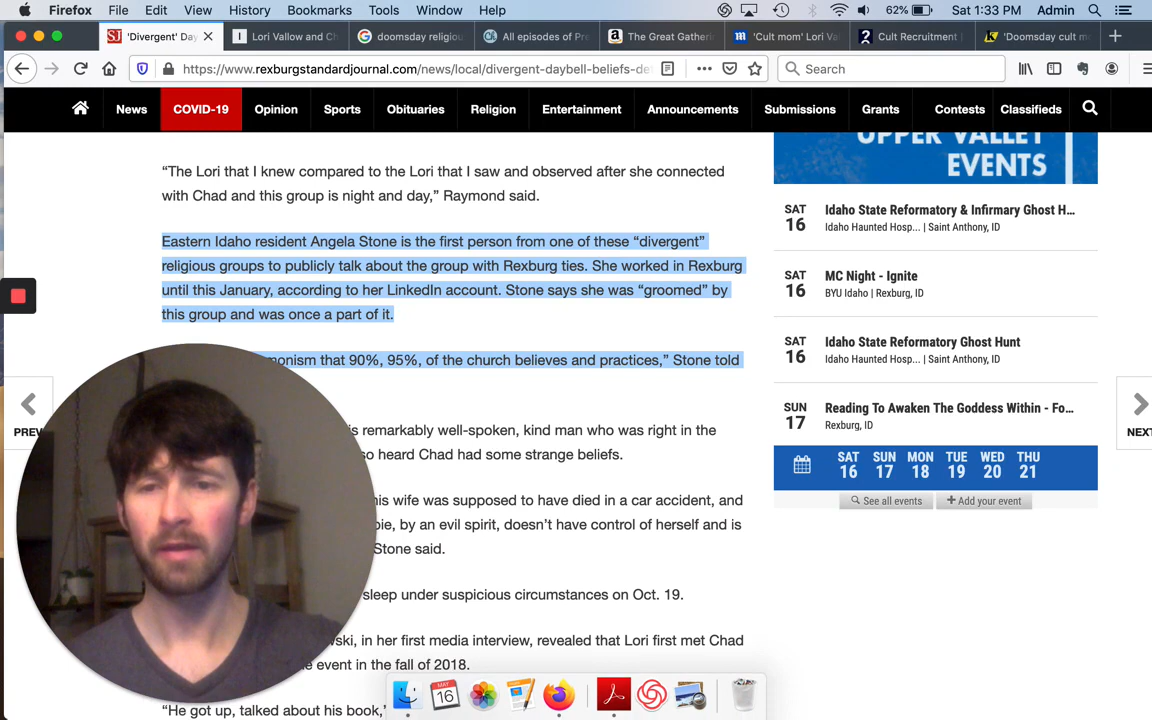 Firefox File Edit View History Bookmarks Tools Window Help 62% Sat 1:33 PM Admin
'Divergent' Day
Lori Vallow and Ch
doomsday religiou
All episodes of Pre
The Great Gatheri
'Cult mom' Lori Va
Cult Recruitment
'Doomsday cult m
https://www.rexburgstandardjournal.com/news/local/divergent-daybell-beliefs-de
Search
News COVID-19 Opinion Sports Obituaries Religion Entertainment Announcements Submissions Grants Contests Classifieds
“The Lori that I knew compared to the Lori that I saw and observed after she connected
with Chad and this group is night and day,” Raymond said.
Eastern Idaho resident Angela Stone is the first person from one of these “divergent”
religious groups to publicly talk about the group with Rexburg ties. She worked in Rexburg
until this January, according to her LinkedIn account. Stone says she was “groomed” by
this group and was once a part of it.
monism that 90%, 95%, of the church believes and practices,” Stone told
is remarkably well-spoken, kind man who was right in the
so heard Chad had some strange beliefs.
his wife was supposed to have died in a car accident, and
bie, by an evil spirit, doesn’t have control of herself and is
Stone said.
sleep under suspicious circumstances on Oct. 19.
wski, in her first media interview, revealed that Lori first met Chad
event in the fall of 2018.
“He got up, talked about his book,’
PREV
NEXT
UPPER VALLEY
EVENTS
SAT
16
Idaho State Reformatory & Infirmary Ghost H...
Idaho Haunted Hosp... | Saint Anthony, ID
SAT
16
MC Night - Ignite
BYU Idaho | Rexburg, ID
SAT
16
Idaho State Reformatory Ghost Hunt
Idaho Haunted Hosp... | Saint Anthony, ID
SUN
17
Reading To Awaken The Goddess Within - Fo...
Rexburg, ID
SAT SUN MON TUE WED THU
16 17 18 19 20 21
See all events + Add your event
MAY
16